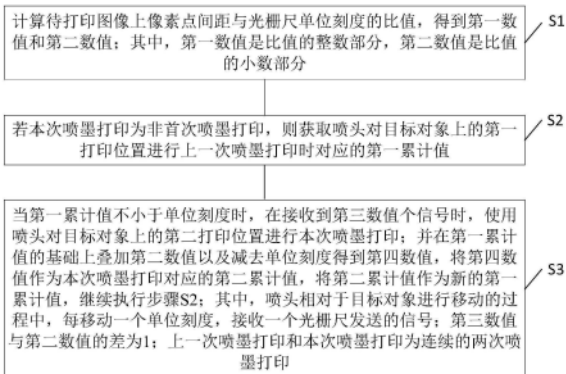 计算待打印图像上像素点间距与光栅尺单位刻度的比值，得到第一数
值和第二数值；其中，第一数值是比值的整数部分，第二数值是比值
的小数部分
S1
若本次喷墨打印为非首次喷墨打印，则获取喷头对目标对象上的第一
打印位置进行上一次喷墨打印时对应的第一累计值
S2
当第一累计值不小于单位刻度时，在接收到第三数值个信号时，使用
喷头对目标对象上的第二打印位置进行本次喷墨打印；并在第一累计
值的基础上叠加第二数值以及减去单位刻度得到第四数值，将第四数
值作为本次喷墨打印对应的第二累计值，将第二累计值作为新的第一
累计值，继续执行步骤S2；其中，喷头相对于目标对象进行移动的过
程中，每移动一个单位刻度，接收一个光栅尺发送的信号；第三数值
与第二数值的差为1；上一次喷墨打印和本次喷墨打印为连续的两次喷
墨打印
S3